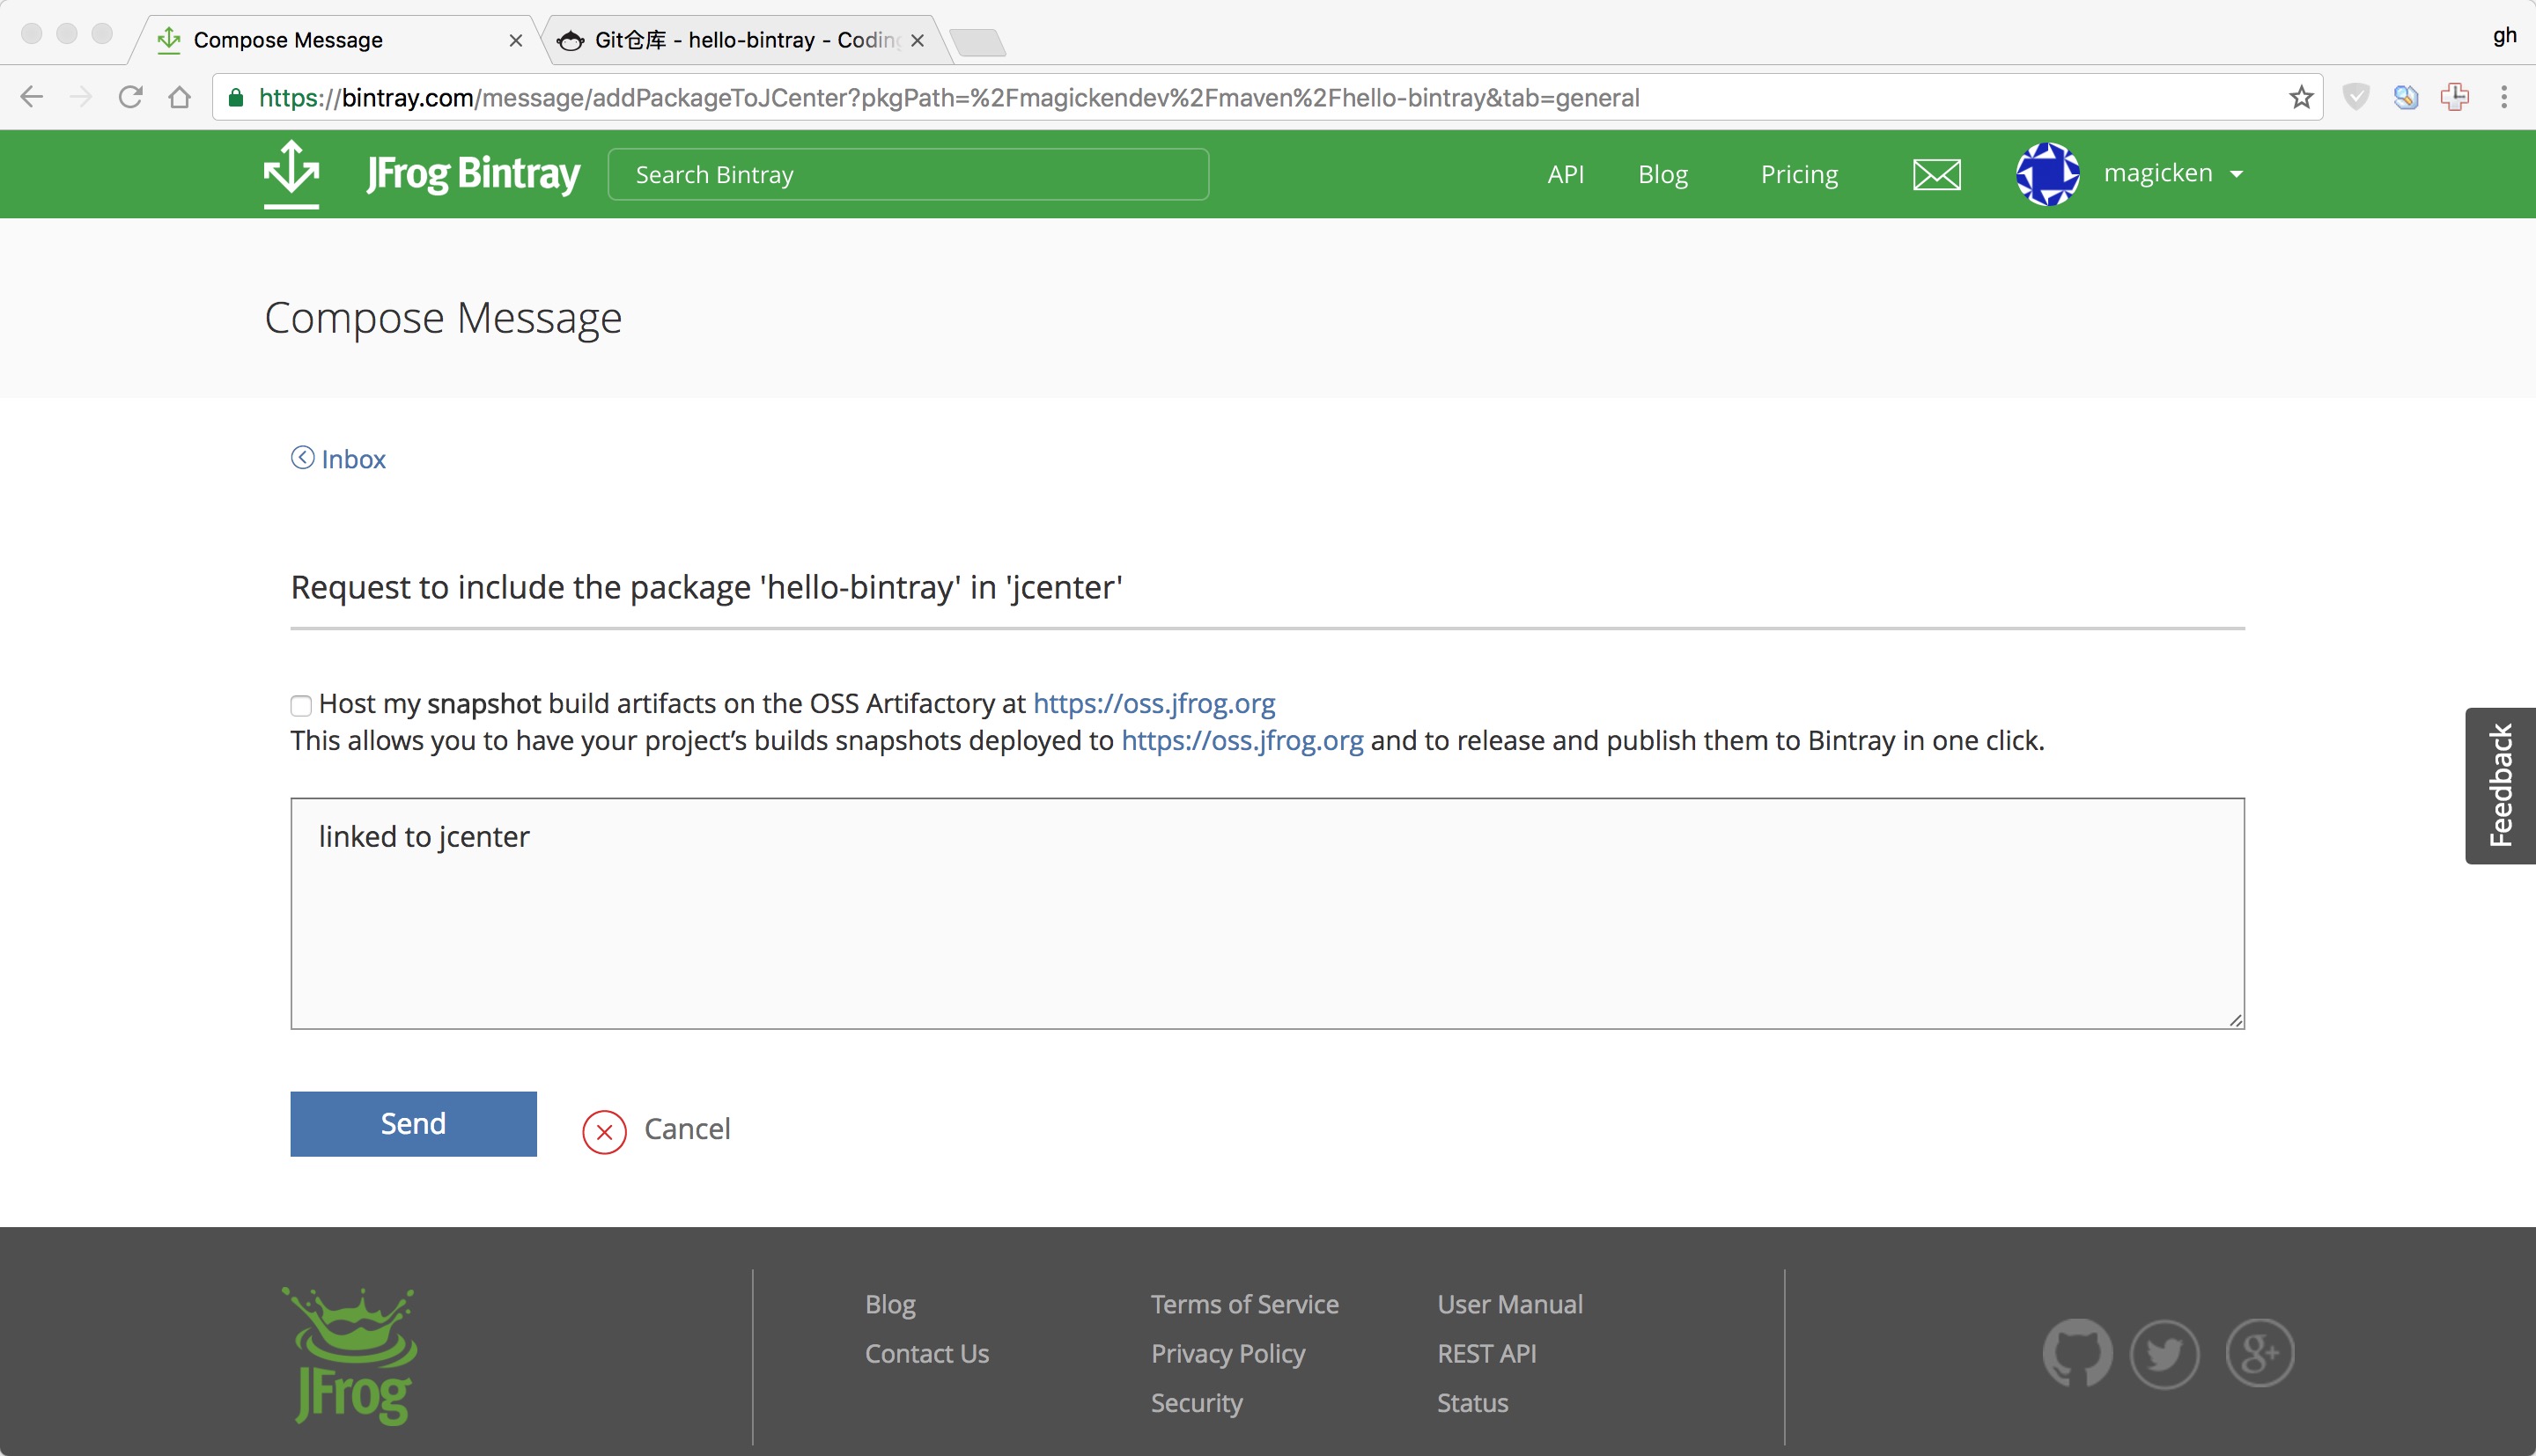 Compose Message
Git仓库 - hello-bintray - Coding
gh
https://bintray.com/message/addPackageToJCenter?pkgPath=%2Fmagickendev%2Fmaven%2Fhello-bintray&tab=general
JFrog Bintray
Search Bintray
API
Blog
Pricing
magicken
Compose Message
Inbox
Request to include the package 'hello-bintray' in 'jcenter'
Host my snapshot build artifacts on the OSS Artifactory at https://oss.jfrog.org
This allows you to have your project’s builds snapshots deployed to https://oss.jfrog.org and to release and publish them to Bintray in one click.
Feedback
linked to jcenter
Send
Cancel
JFrog
Blog
Contact Us
Terms of Service
Privacy Policy
Security
User Manual
REST API
Status
g+